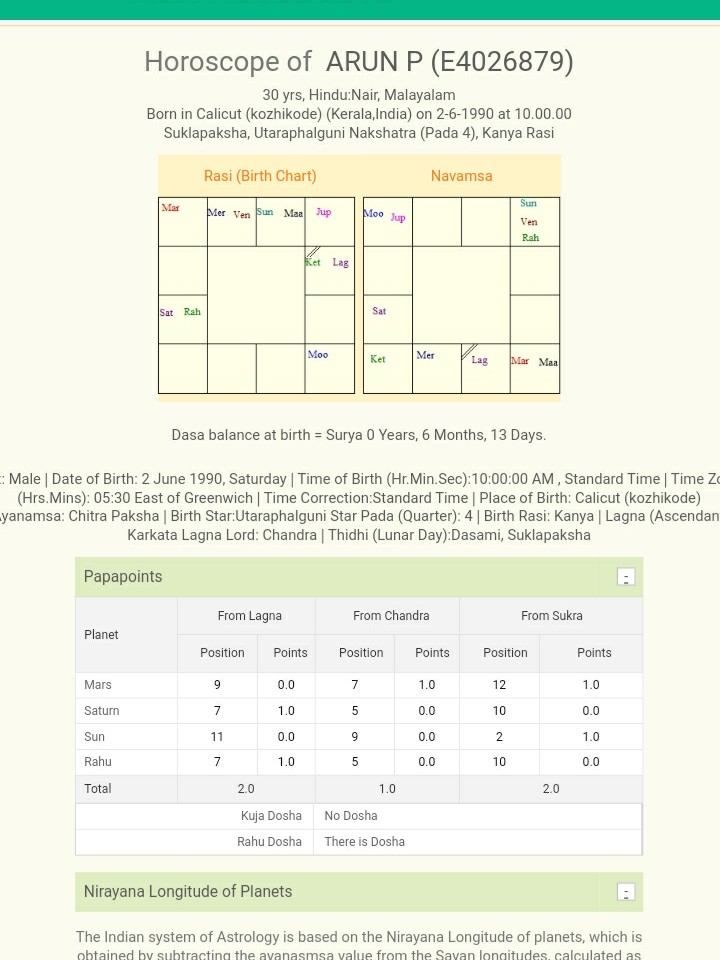 Horoscope of ARUN P (E4026879)
30 yrs, Hindu:Nair, Malayalam
Born in Calicut (kozhikode) (Kerala,India) on 2-6-1990 at 10.00.00
Suklapaksha, Utaraphalguni Nakshatra (Pada 4), Kanya Rasi
Rasi (Birth Chart) Navamsa
Mar Mer Ven Sun Maa Jup
Ket Lag
Sat Rah
Moo
Moo Jup Sun
Ven
Rah
Sat
Ket Mer Lag Mar Maa
Dasa balance at birth = Surya 0 Years, 6 Months, 13 Days.
: Male | Date of Birth: 2 June 1990, Saturday | Time of Birth (Hr.Min.Sec):10:00:00 AM , Standard Time | Time Zo
(Hrs.Mins): 05:30 East of Greenwich | Time Correction:Standard Time | Place of Birth: Calicut (kozhikode)
yanamsa: Chitra Paksha | Birth Star:Utaraphalguni Star Pada (Quarter): 4 | Birth Rasi: Kanya | Lagna (Ascendan
Karkata Lagna Lord: Chandra | Thidhi (Lunar Day):Dasami, Suklapaksha
Papapoints -
Planet From Lagna From Chandra From Sukra
Position Points Position Points Position Points
Mars 9 0.0 7 1.0 12 1.0
Saturn 7 1.0 5 0.0 10 0.0
Sun 11 0.0 9 0.0 2 1.0
Rahu 7 1.0 5 0.0 10 0.0
Total 2.0 1.0 2.0
Kuja Dosha No Dosha
Rahu Dosha There is Dosha
Nirayana Longitude of Planets -
The Indian system of Astrology is based on the Nirayana Longitude of planets, which is
obtained by subtracting the ayanasmsa value from the Sayan longitudes, calculated as